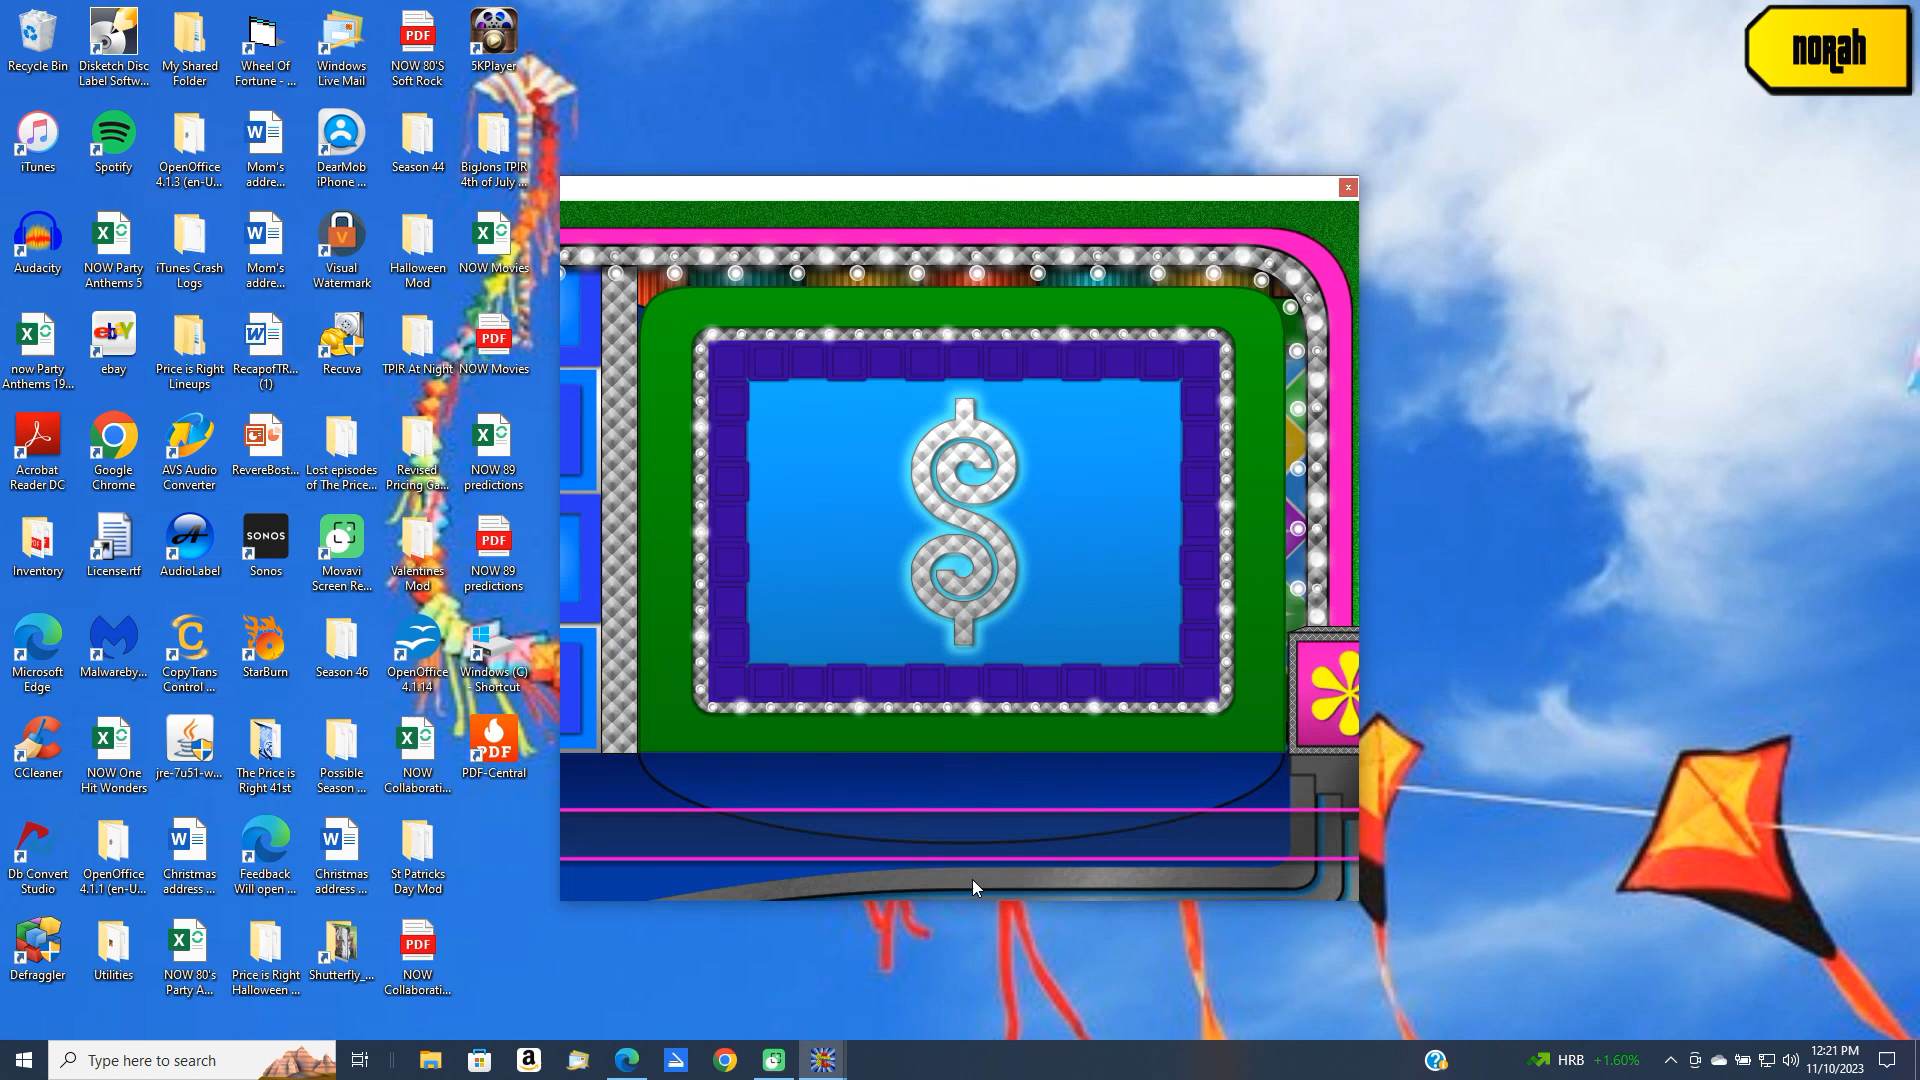 Recycle Bin
Disketch Disc
Label Softw...
My Shared
Folder
Wheel Of
Fortune - ...
Windows
Live Mail
NOW 80'S
Soft Rock
5KPlayer
norah
iTunes
Spotify
OpenOffice
4.1.3 (en-U...
Mom's
addre...
DearMob
iPhone ...
Season 44
BigJons TPIR
4th of July ...
Audacity
NOW Party
Anthems 5
iTunes Crash
Logs
Mom's
addre...
Visual
Watermark
Halloween
Mod
NOW Movies
now Party
Anthems 19...
ebay
Price is Right
Lineups
RecapofTR...
(1)
Recuva
TPIR At Night
NOW Movies
Acrobat
Reader DC
Google
Chrome
AVS Audio
Converter
RevereBost...
Lost episodes
of The Price...
Revised
Pricing Ga...
NOW 89
predictions
Inventory
License.rtf
AudioLabel
SONOS
Sonos
Movavi
Screen Re...
Valentines
Mod
NOW 89
predictions
Microsoft
Edge
Malwareby...
CopyTrans
Control ...
StarBurn
Season 46
OpenOffice
4.1.14
Windows (C)
- Shortcut
CCleaner
NOW One
Hit Wonders
jre-7u51-w...
The Price is
Right 41st
Possible
Season ...
NOW
Collaborati...
PDF-Central
Db Convert
Studio
OpenOffice
4.1.1 (en-U...
Christmas
address ...
Feedback
Will open ...
Christmas
address ...
St Patricks
Day Mod
Defraggler
Utilities
NOW 80's
Party A...
Price is Right
Halloween ...
Shutterfly_...
NOW
Collaborati...
Type here to search
HRB +1.60%
12:21 PM
11/10/2023